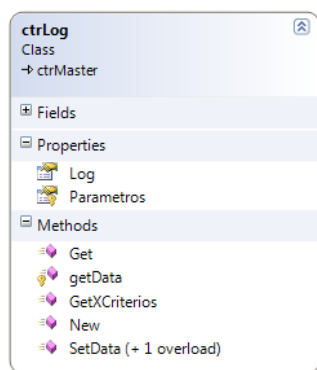 ctrLog
Class
ctrMaster
Fields
Properties
Log
Parametros
Methods
Get
getData
GetXCriterios
New
SetData (+ 1 overload)